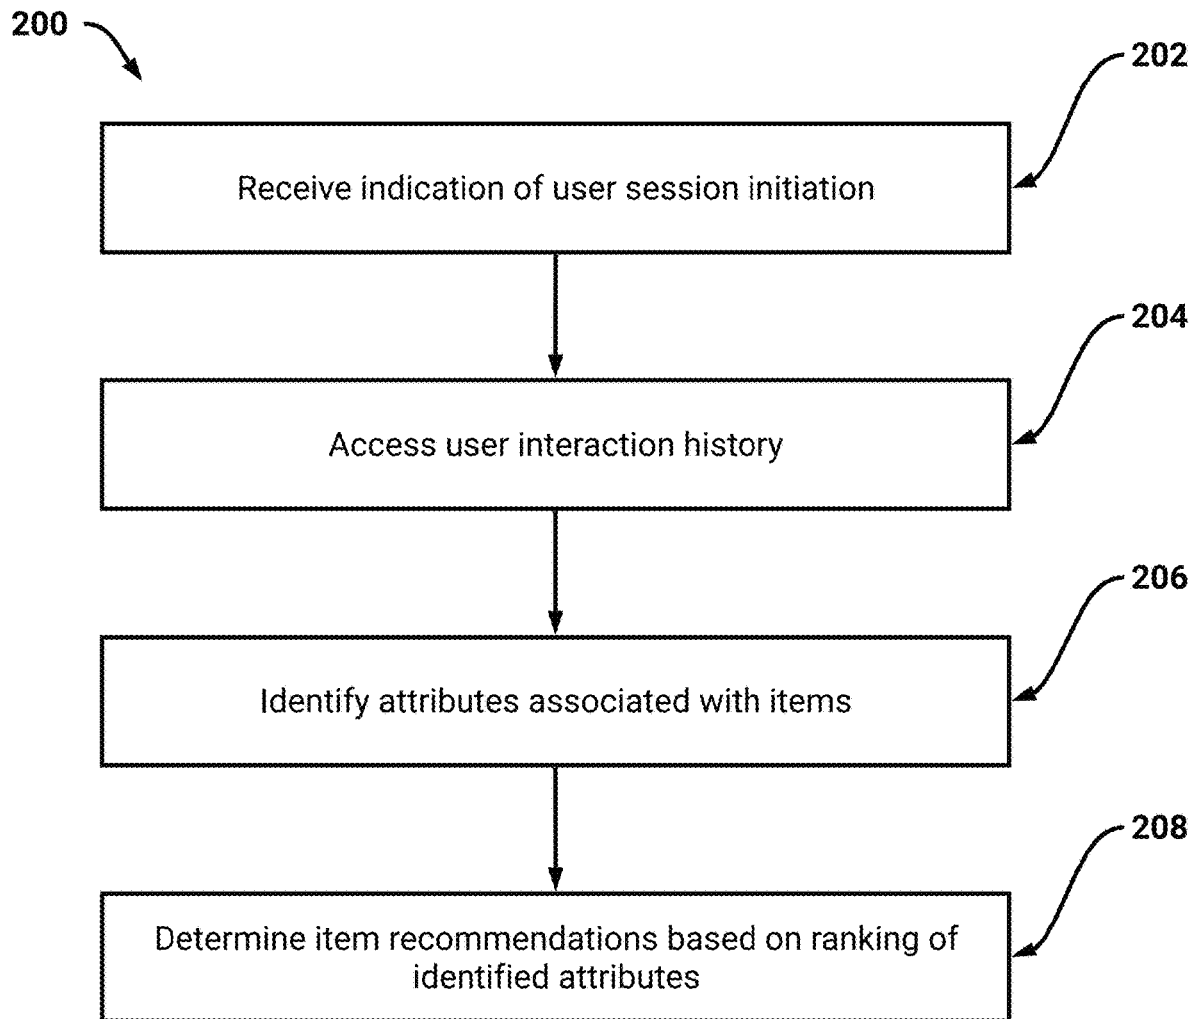 200
202
Receive indication of user session initiation
204
Access user interaction history
206
Identify attributes associated with items
208
Determine item recommendations based on ranking of
identified attributes